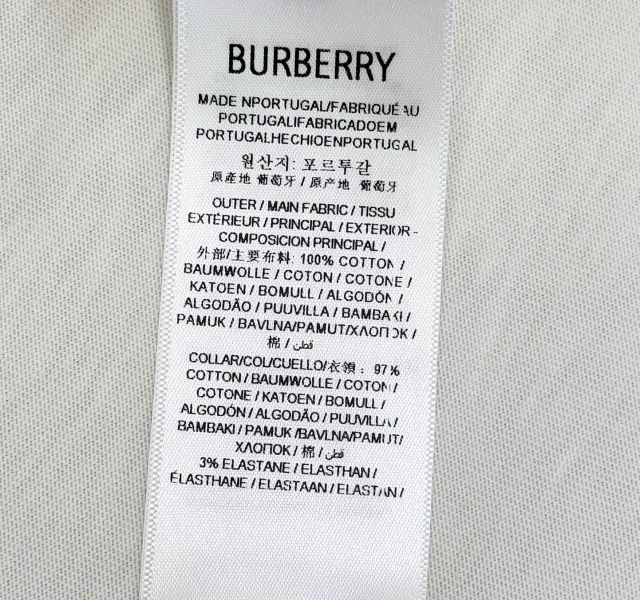 BURBERRY
MADE NPORTUGAL/FABRIQUÉ AU
PORTUGALIFABRICADOEM
PORTUGALHECHIOENPORTUGAL
원산지: 포르투갈
原產地 葡萄牙 / 原产地 葡萄牙
OUTER / MAIN FABRIC / TISSU
EXTÉRIEUR / PRINCIPAL / EXTERIOR -
COMPOSICION PRINCIPAL /
外部/主要布料: 100% COTTON /
BAUMWOLLE / COTON / COTONE /
KATOEN / BOMULL / ALGODÓN /
ALGODÃO / PUUVILLA / BAMBAKI /
PAMUK / BAVLNA/PAMUT/ХЛОПОК /
棉 / قطن
COLLAR/COL/CUELLO/衣領 : 97%
COTTON / BAUMWOLLE / COTON /
COTONE / KATOEN / BOMULL /
ALGODÓN / ALGODÃO / PUUVILLA /
BAMBAKI / PAMUK /BAVLNA/PAMUT/
ХЛОПОК / 棉 / قطن
3% ELASTANE / ELASTHAN /
ÉLASTHANE / ELASTAAN / ELASTAN /